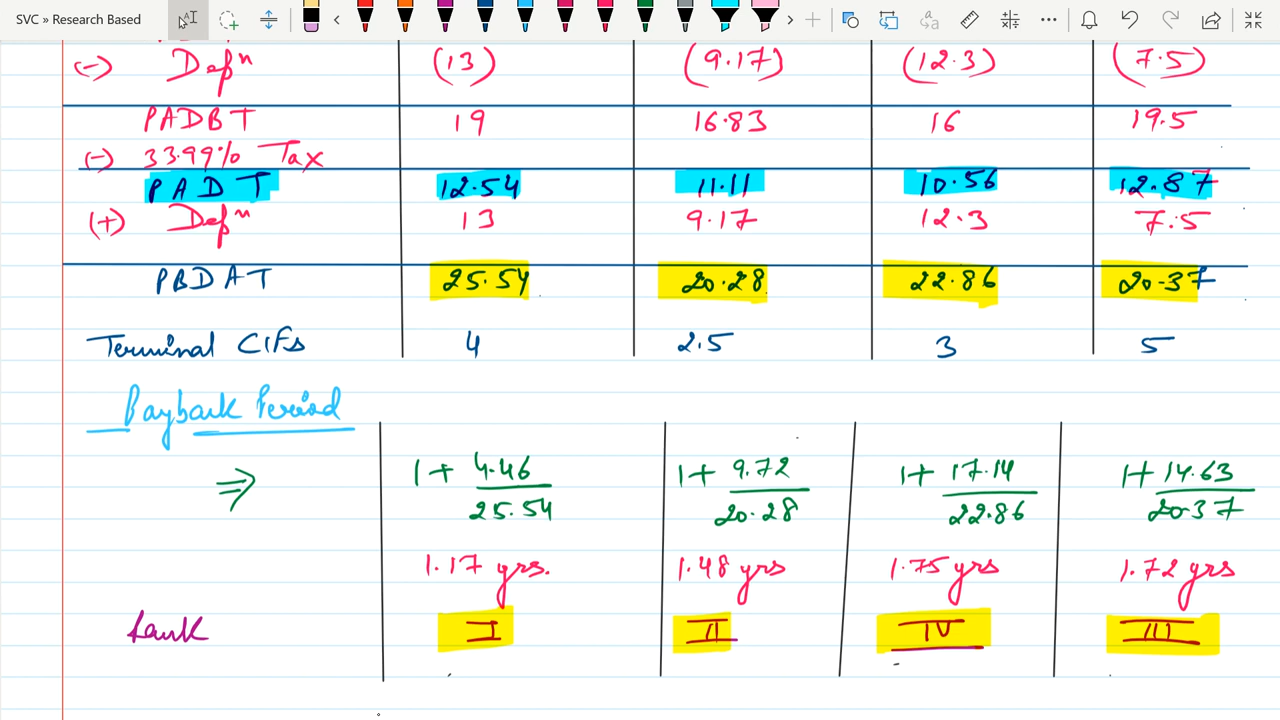 SVC » Research Based
(-) Depn (13) (9.17) (12.3) (7.5)
PADBT 19 16.83 16 19.5
(-) 33.99% Tax
PADT 12.54 11.11 10.56 12.87
(+) Depn 13 9.17 12.3 7.5
PBDAT 25.54 20.28 22.86 20.37
Terminal CIFs 4 2.5 3 5
Payback Period
⇒ 1+ 4.46/25.54 1+ 9.72/20.28 1+ 17.14/22.86 1+ 14.63/20.37
1.17 yrs. 1.48 yrs 1.75 yrs 1.72 yrs
Rank I II IV III